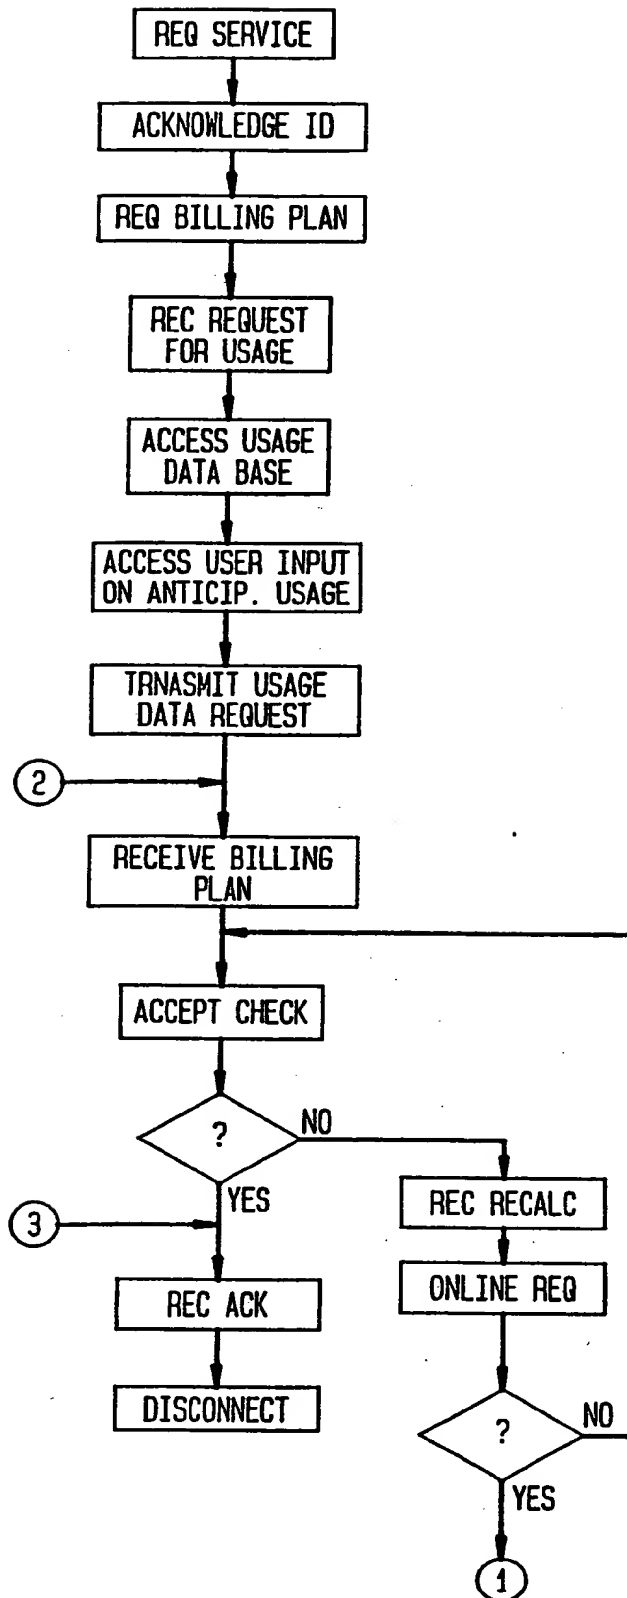 REQ SERVICE
ACKNOWLEDGE ID
REQ BILLING PLAN
REC REQUEST
FOR USAGE
ACCESS USAGE
DATA BASE
ACCESS USER INPUT
ON ANTICIP. USAGE
TRNASMIT USAGE
DATA REQUEST
2
RECEIVE BILLING
PLAN
ACCEPT CHECK
?
NO
YES
3
REC RECALC
REC ACK
ONLINE REQ
DISCONNECT
?
NO
YES
1